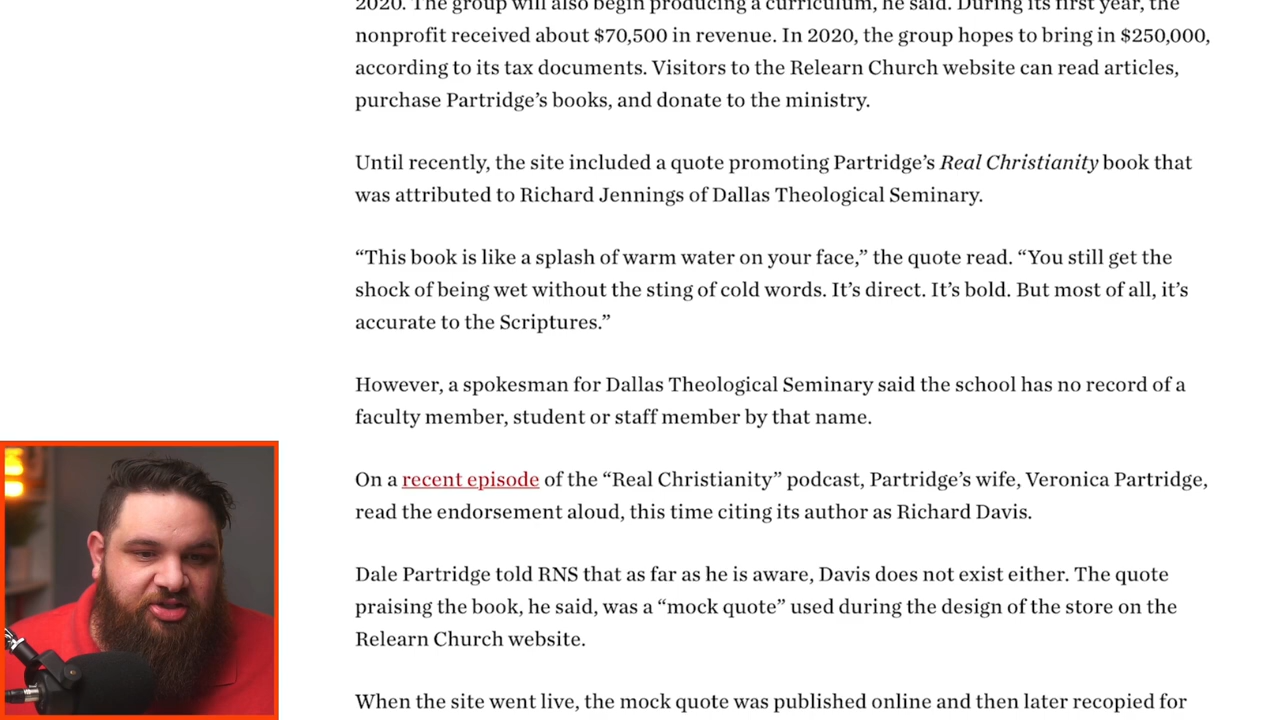 2020. The group will also begin producing a curriculum, he said. During its first year, the
nonprofit received about $70,500 in revenue. In 2020, the group hopes to bring in $250,000,
according to its tax documents. Visitors to the Relearn Church website can read articles,
purchase Partridge’s books, and donate to the ministry.
Until recently, the site included a quote promoting Partridge’s Real Christianity book that
was attributed to Richard Jennings of Dallas Theological Seminary.
“This book is like a splash of warm water on your face,” the quote read. “You still get the
shock of being wet without the sting of cold words. It’s direct. It’s bold. But most of all, it’s
accurate to the Scriptures.”
However, a spokesman for Dallas Theological Seminary said the school has no record of a
faculty member, student or staff member by that name.
On a recent episode of the “Real Christianity” podcast, Partridge’s wife, Veronica Partridge,
read the endorsement aloud, this time citing its author as Richard Davis.
Dale Partridge told RNS that as far as he is aware, Davis does not exist either. The quote
praising the book, he said, was a “mock quote” used during the design of the store on the
Relearn Church website.
When the site went live, the mock quote was published online and then later recopied for